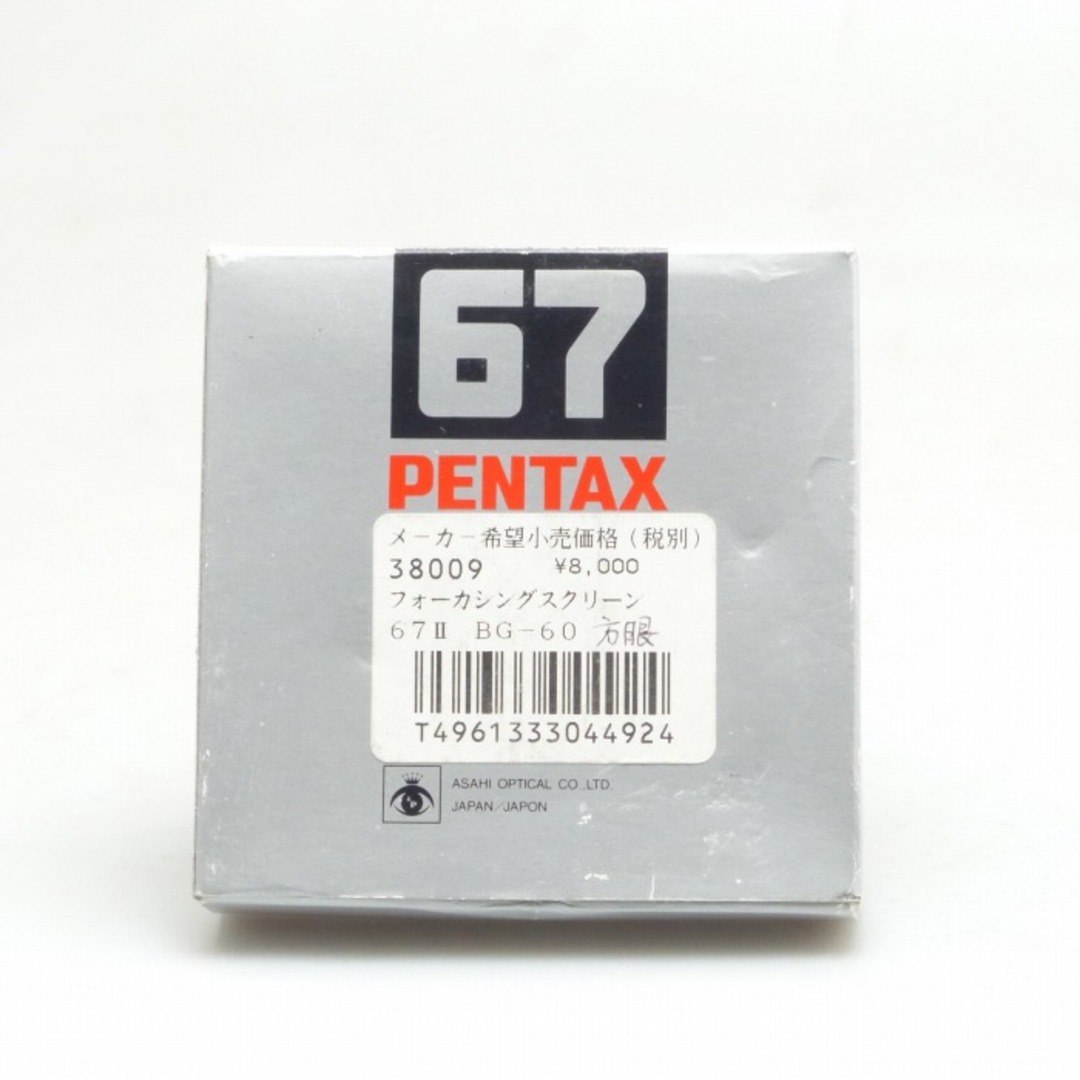 67
PENTAX
メーカー希望小売価格(税別)
38009 ¥8,000
フォーカシングスクリーン
67Ⅱ BG-60 方眼
T4961333044924
ASAHI OPTICAL CO.,LTD.
JAPAN/JAPON